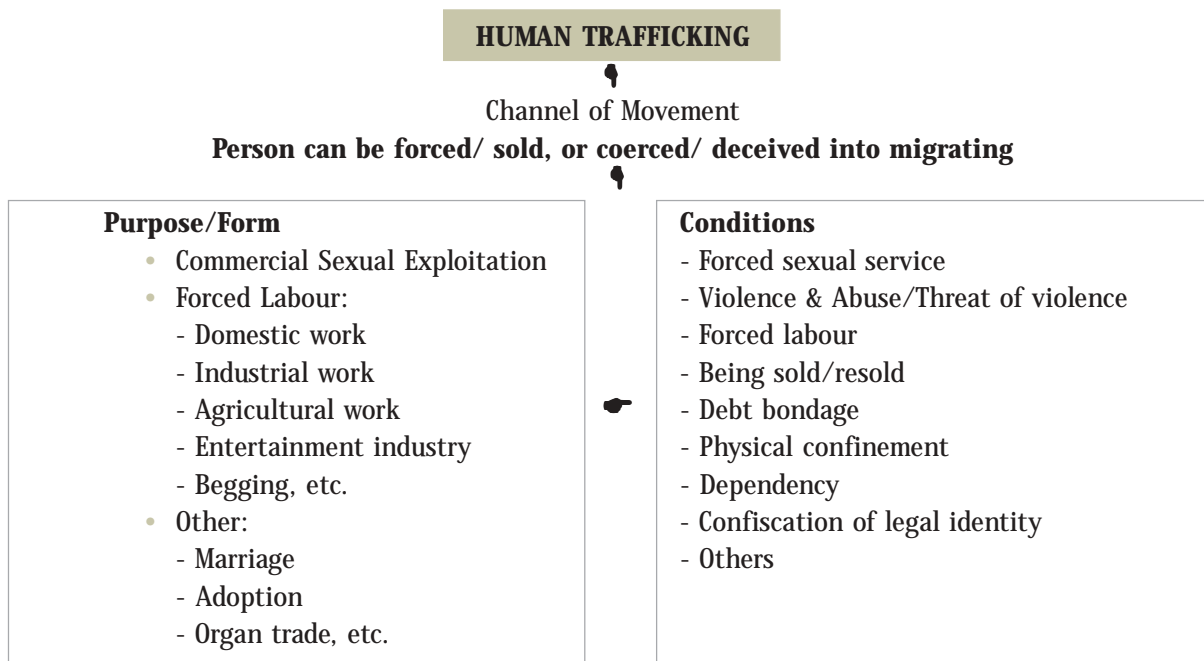 HUMAN TRAFFICKING
Channel of Movement
Person can be forced/ sold, or coerced/ deceived into migrating
Purpose/Form
• Commercial Sexual Exploitation
• Forced Labour:
- Domestic work
- Industrial work
- Agricultural work
- Entertainment industry
- Begging, etc.
• Other:
- Marriage
- Adoption
- Organ trade, etc.
Conditions
- Forced sexual service
- Violence & Abuse/Threat of violence
- Forced labour
- Being sold/resold
- Debt bondage
- Physical confinement
- Dependency
- Confiscation of legal identity
- Others